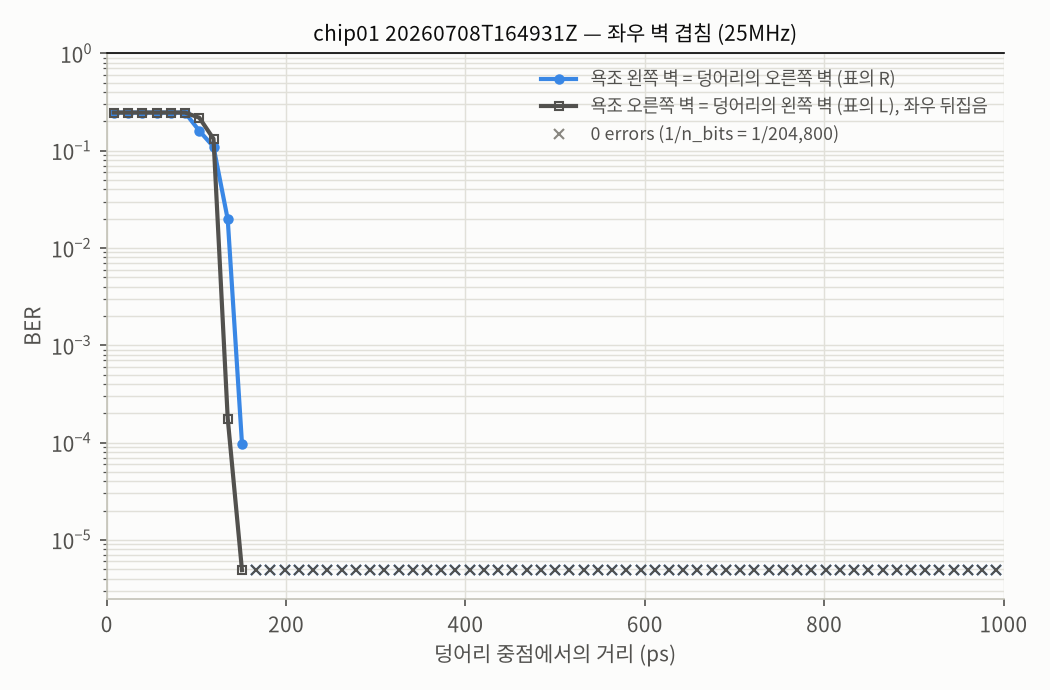 chip01 20260708T164931Z — 좌우 벽 겹침 (25MHz)
욕조 왼쪽 벽 = 덩어리의 오른쪽 벽 (표의 R)
욕조 오른쪽 벽 = 덩어리의 왼쪽 벽 (표의 L), 좌우 뒤집음
0 errors (1/n_bits = 1/204,800)
BER
10⁰
10⁻¹
10⁻²
10⁻³
10⁻⁴
10⁻⁵
0 200 400 600 800 1000
덩어리 중점에서의 거리 (ps)